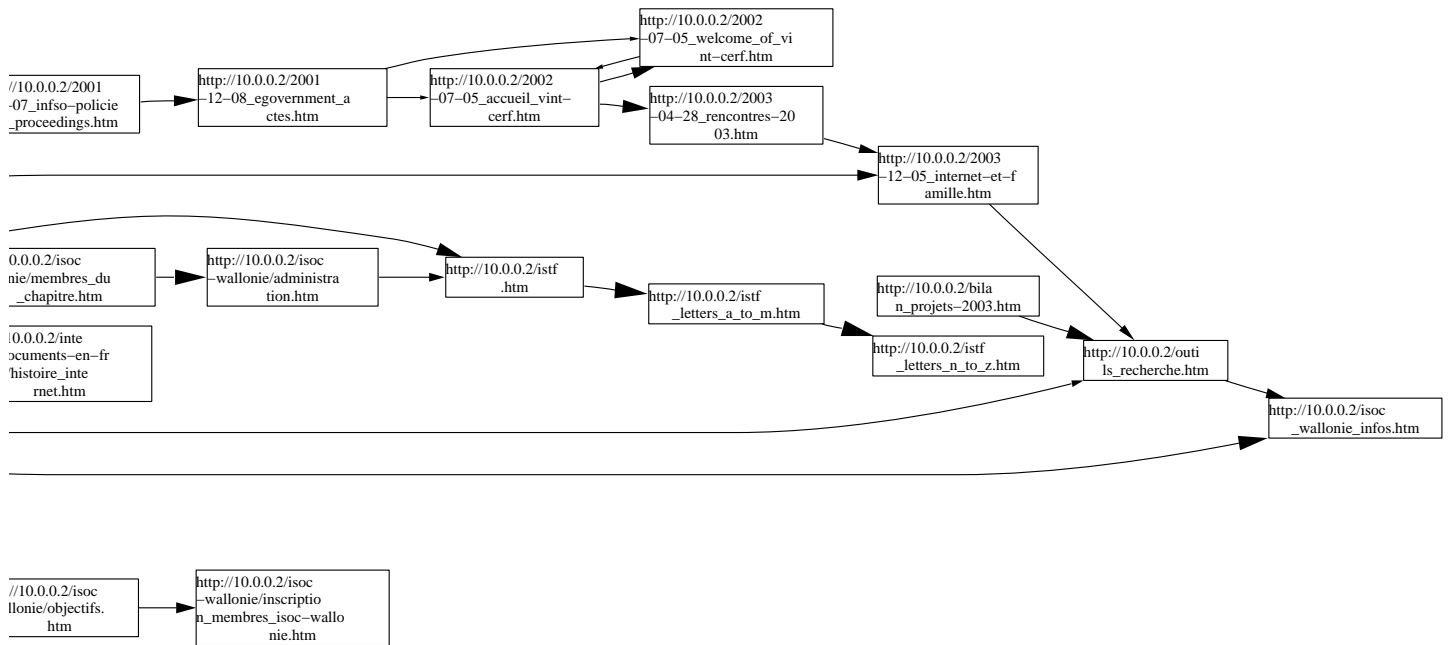 http://10.0.0.2/2002
–07–05_welcome_of_vi
nt–cerf.htm
//10.0.0.2/2001
–07_infso–policie
_proceedings.htm
http://10.0.0.2/2001
–12–08_egovernment_a
ctes.htm
http://10.0.0.2/2002
–07–05_accueil_vint–
cerf.htm
http://10.0.0.2/2003
–04–28_rencontres–20
03.htm
http://10.0.0.2/2003
–12–05_internet–et–f
amille.htm
0.0.0.2/isoc
nie/membres_du
_chapitre.htm
http://10.0.0.2/isoc
–wallonie/administra
tion.htm
http://10.0.0.2/istf
.htm
http://10.0.0.2/istf
_letters_a_to_m.htm
http://10.0.0.2/bila
n_projets–2003.htm
http://10.0.0.2/istf
_letters_n_to_z.htm
http://10.0.0.2/outi
ls_recherche.htm
http://10.0.0.2/isoc
_wallonie_infos.htm
10.0.0.2/inte
ocuments–en–fr
/histoire_inte
rnet.htm
//10.0.0.2/isoc
llonie/objectifs.
htm
http://10.0.0.2/isoc
–wallonie/inscriptio
n_membres_isoc–wallo
nie.htm